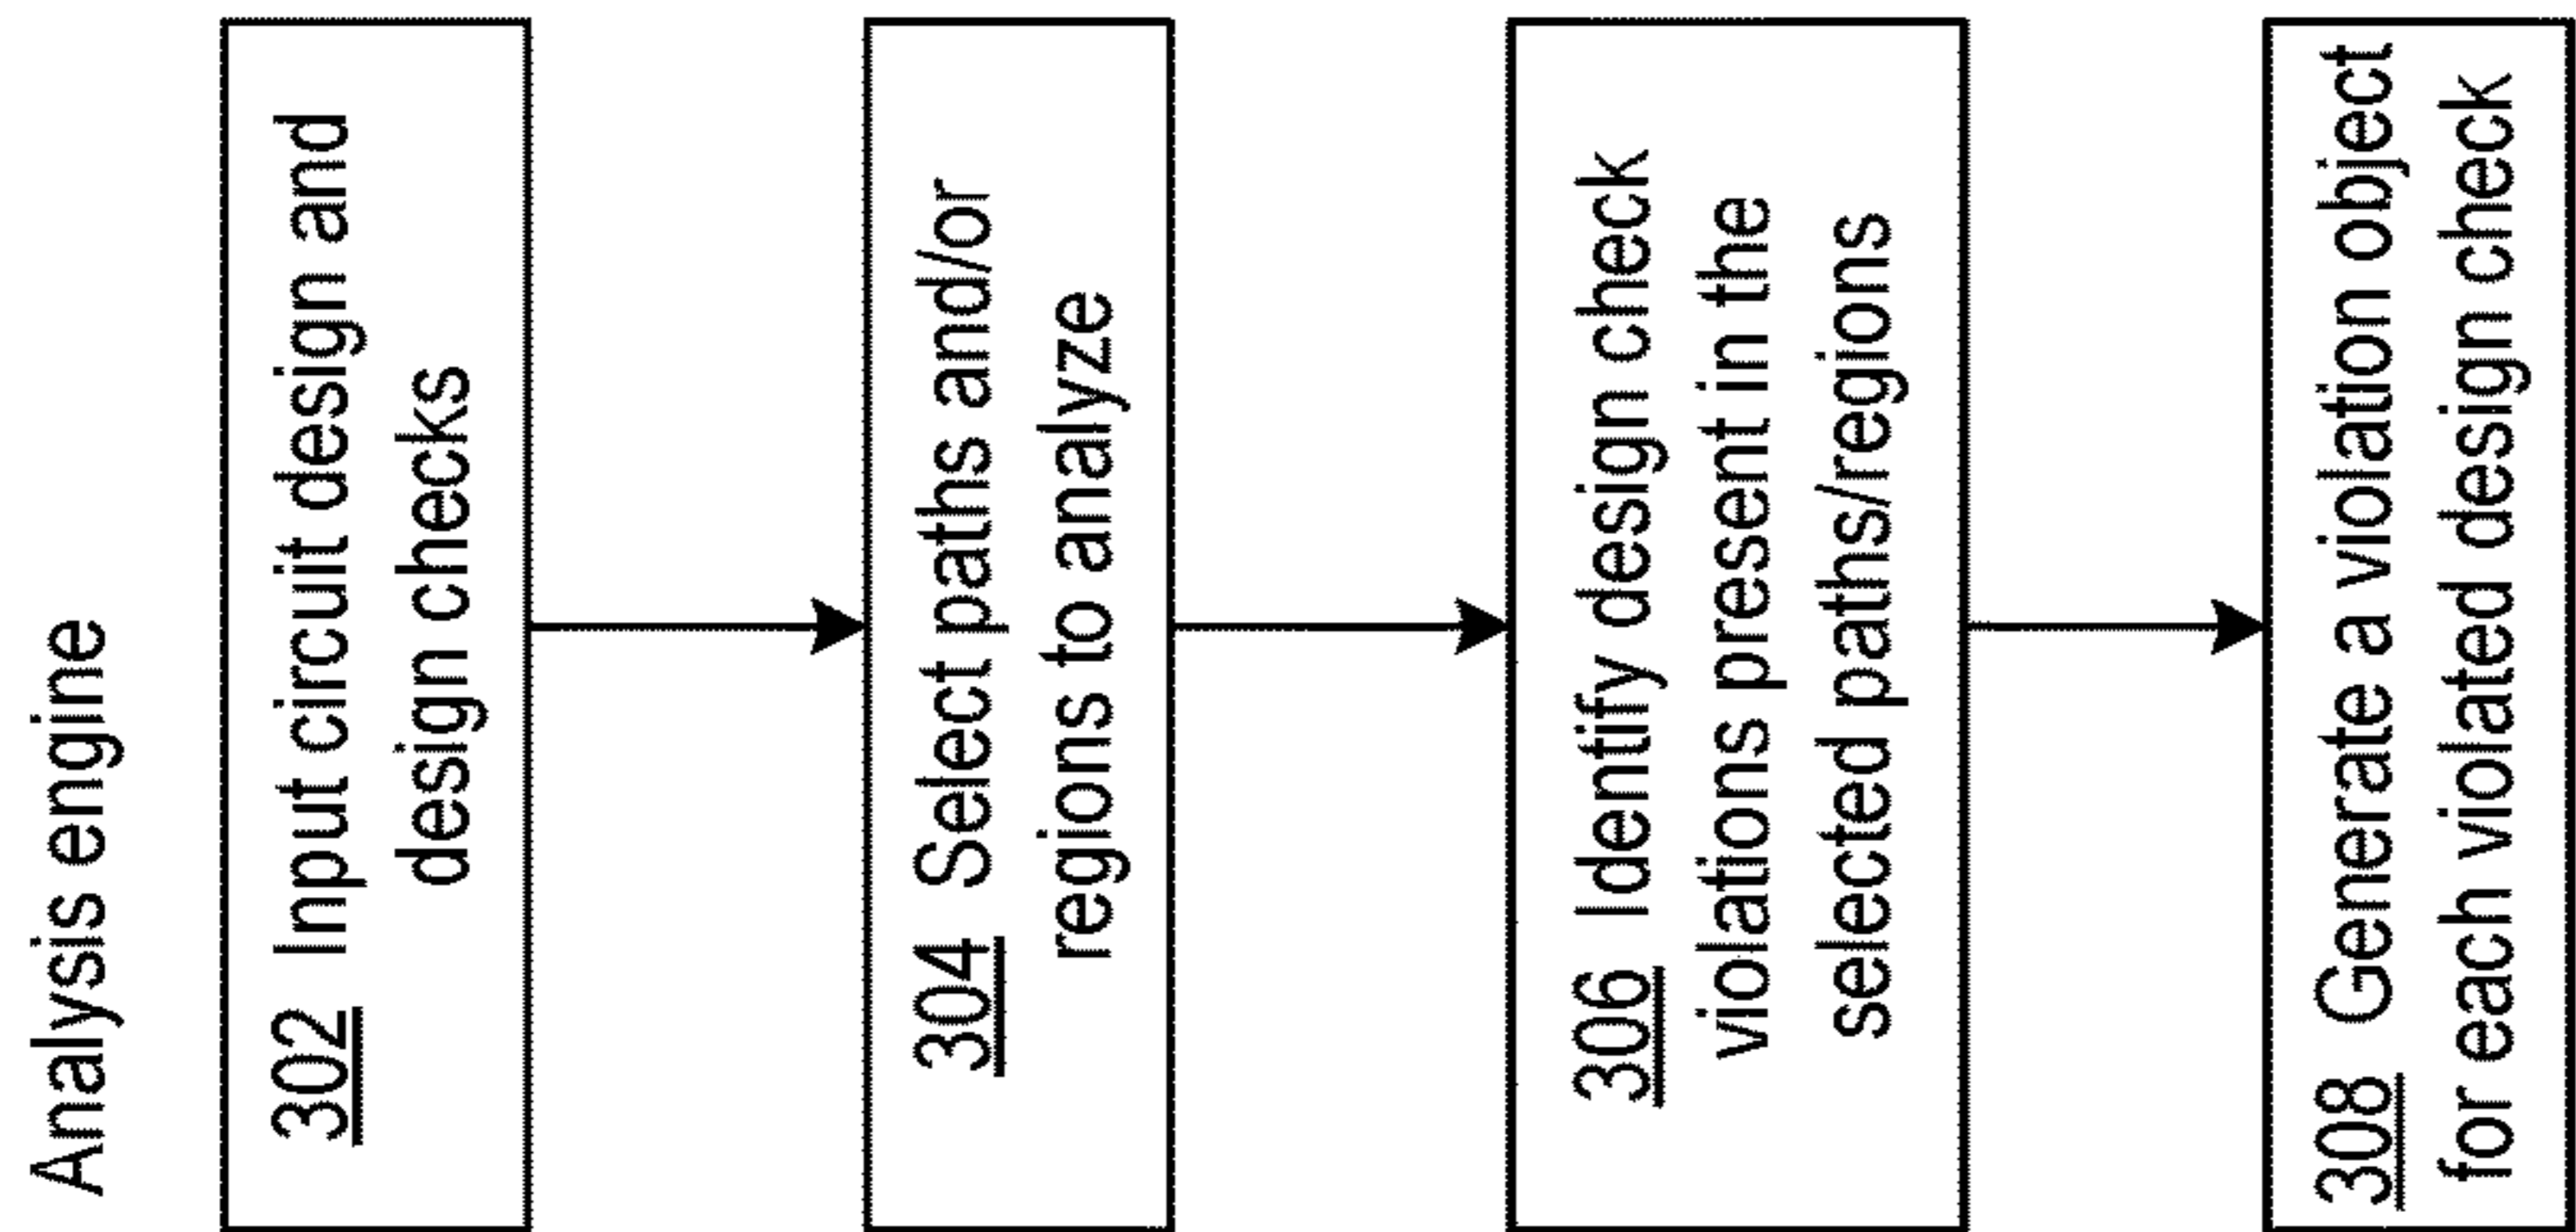 Analysis engine
302 Input circuit design and
design checks
304 Select paths and/or
regions to analyze
306 Identify design check
violations present in the
selected paths/regions
308 Generate a violation object
for each violated design check